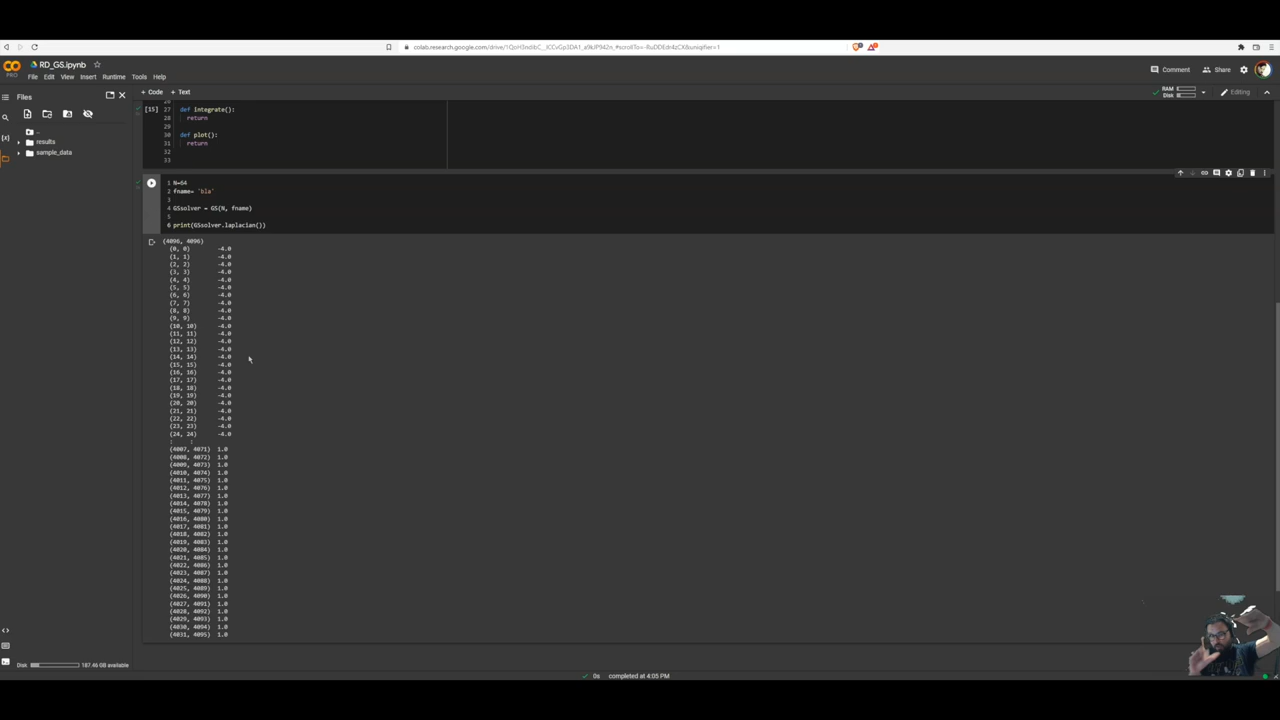 RD_GS.ipynb
PRO
File Edit View Insert Runtime Tools Help
Comment Share
+ Code + Text
RAM
Disk
Editing
Files
..
results
sample_data
[15]
27 def integrate():
28 return
29
30 def plot():
31 return
32
33
1 N=64
2 fname= 'bla'
3
4 GSsolver = GS(N, fname)
5
6 print(GSsolver.laplacian())
(4096, 4096)
(0, 0) -4.0
(1, 1) -4.0
(2, 2) -4.0
(3, 3) -4.0
(4, 4) -4.0
(5, 5) -4.0
(6, 6) -4.0
(7, 7) -4.0
(8, 8) -4.0
(9, 9) -4.0
(10, 10) -4.0
(11, 11) -4.0
(12, 12) -4.0
(13, 13) -4.0
(14, 14) -4.0
(15, 15) -4.0
(16, 16) -4.0
(17, 17) -4.0
(18, 18) -4.0
(19, 19) -4.0
(20, 20) -4.0
(21, 21) -4.0
(22, 22) -4.0
(23, 23) -4.0
(24, 24) -4.0
: :
(4007, 4071) 1.0
(4008, 4072) 1.0
(4009, 4073) 1.0
(4010, 4074) 1.0
(4011, 4075) 1.0
(4012, 4076) 1.0
(4013, 4077) 1.0
(4014, 4078) 1.0
(4015, 4079) 1.0
(4016, 4080) 1.0
(4017, 4081) 1.0
(4018, 4082) 1.0
(4019, 4083) 1.0
(4020, 4084) 1.0
(4021, 4085) 1.0
(4022, 4086) 1.0
(4023, 4087) 1.0
(4024, 4088) 1.0
(4025, 4089) 1.0
(4026, 4090) 1.0
(4027, 4091) 1.0
(4028, 4092) 1.0
(4029, 4093) 1.0
(4030, 4094) 1.0
(4031, 4095) 1.0
Disk 187.46 GB available
0s completed at 4:05 PM